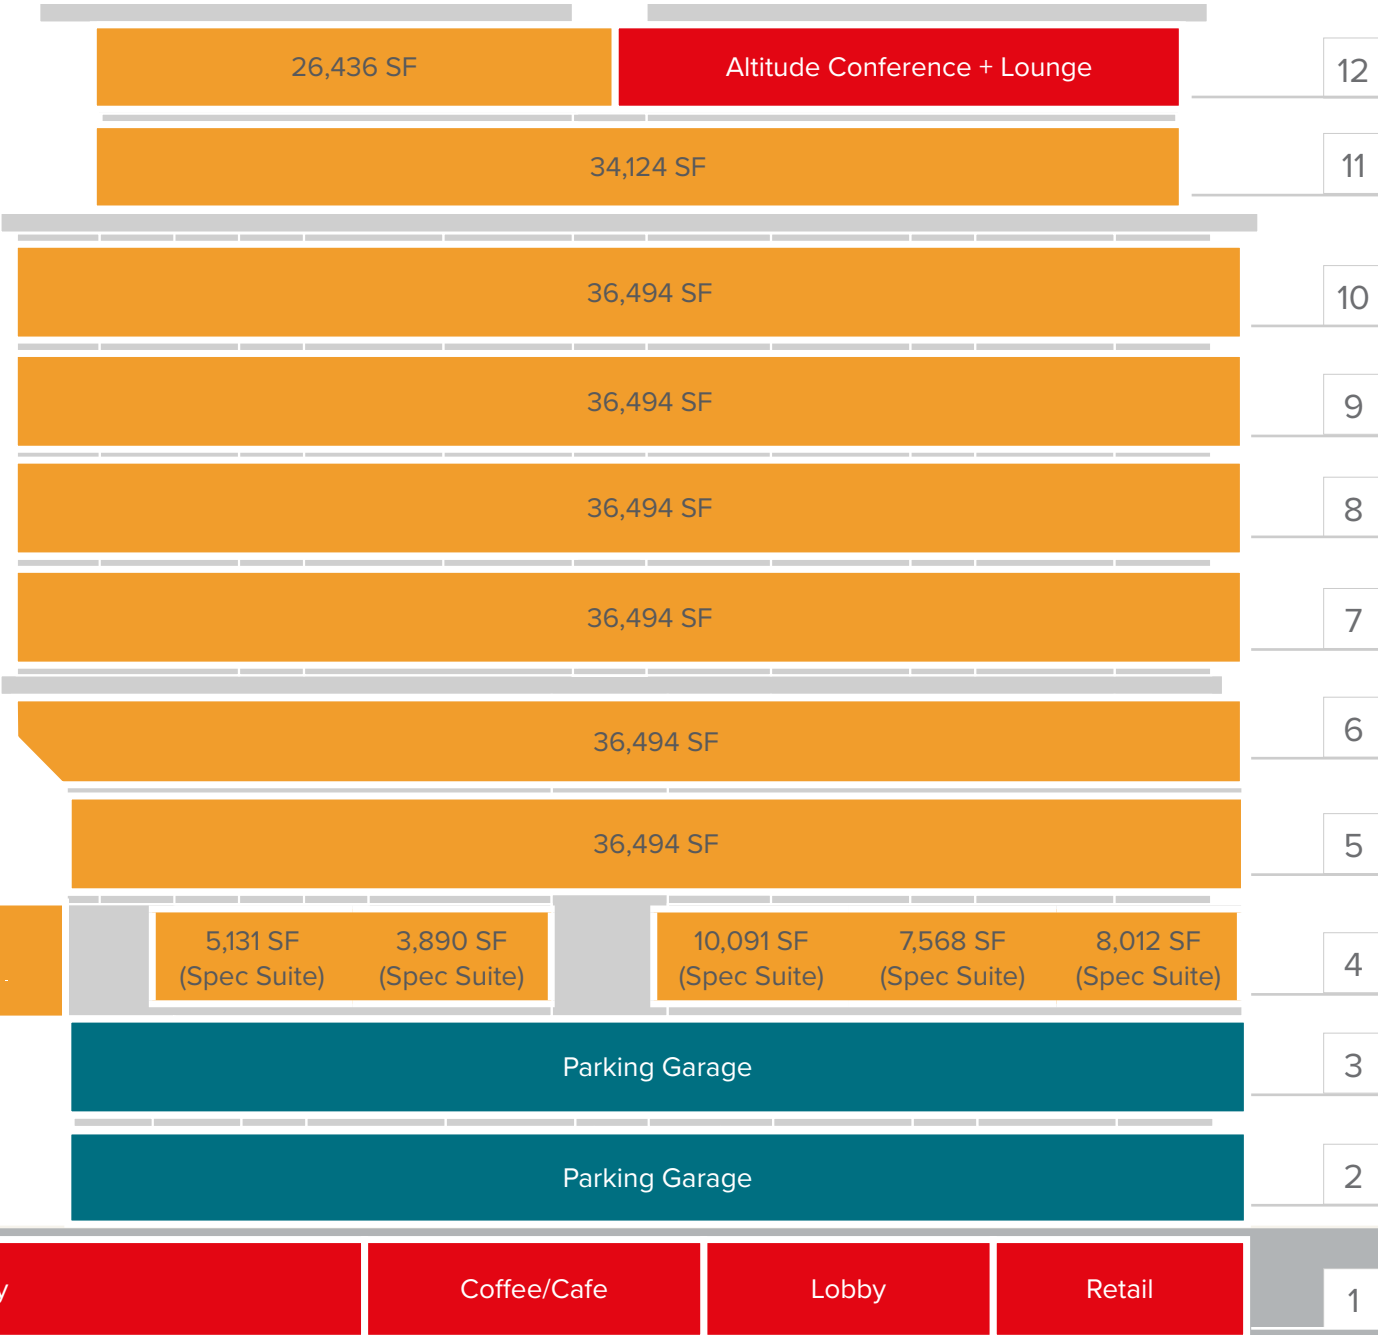 26,436 SF
Altitude Conference + Lounge
12
34,124 SF
11
36,494 SF
10
36,494 SF
9
36,494 SF
8
36,494 SF
7
36,494 SF
6
36,494 SF
5
5,131 SF
(Spec Suite)
3,890 SF
(Spec Suite)
10,091 SF
(Spec Suite)
7,568 SF
(Spec Suite)
8,012 SF
(Spec Suite)
4
Parking Garage
3
Parking Garage
2
Coffee/Cafe
Lobby
Retail
1